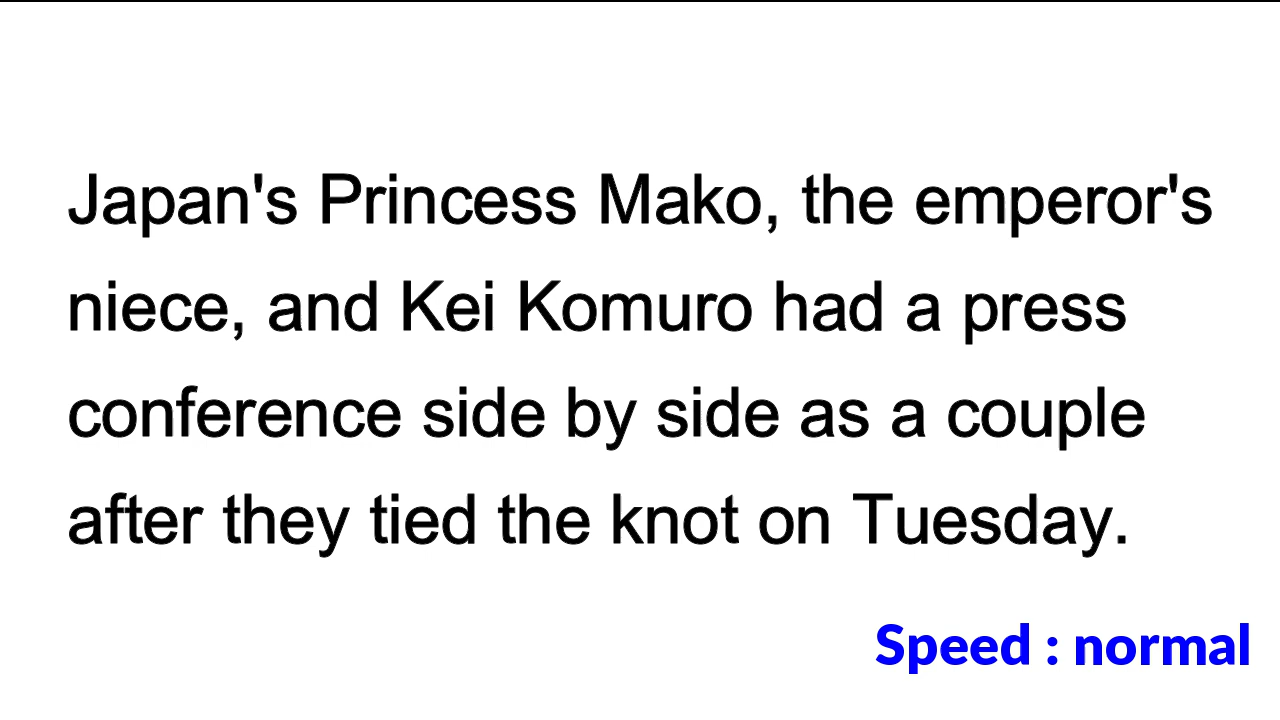 Japan's Princess Mako, the emperor's
niece, and Kei Komuro had a press
conference side by side as a couple
after they tied the knot on Tuesday.
Speed : normal